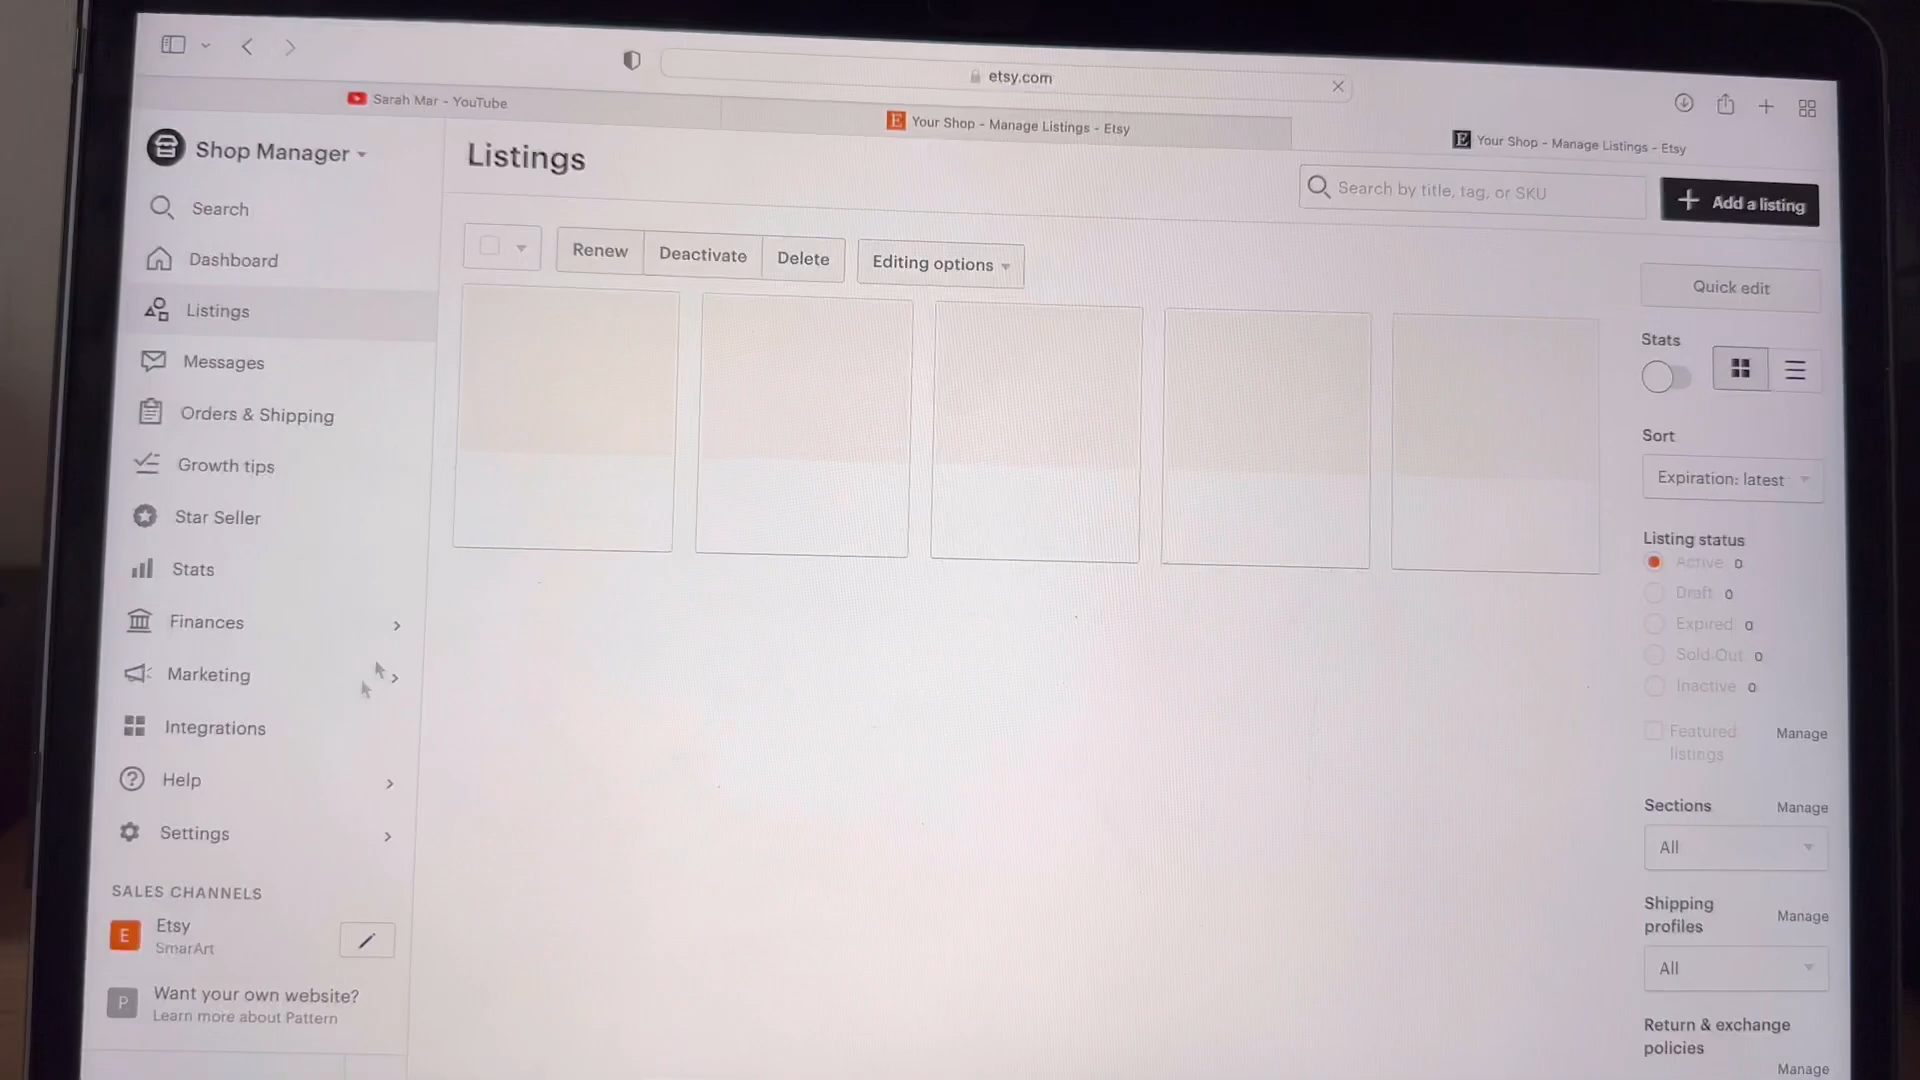 etsy.com
Sarah Mar - YouTube
E Your Shop - Manage Listings - Etsy
E Your Shop - Manage Listings - Etsy
Shop Manager
Listings
Search by title, tag, or SKU
+ Add a listing
Search
Dashboard
Listings
Messages
Orders & Shipping
Growth tips
Star Seller
Stats
Finances
Marketing
Integrations
Help
Settings
SALES CHANNELS
E Etsy
SmarArt
P Want your own website?
Learn more about Pattern
Renew
Deactivate
Delete
Editing options
Quick edit
Stats
Sort
Expiration: latest
Listing status
Active 0
Draft 0
Expired 0
Sold Out 0
Inactive 0
Featured Manage
listings
Sections Manage
All
Shipping
profiles Manage
All
Return & exchange
policies
Manage